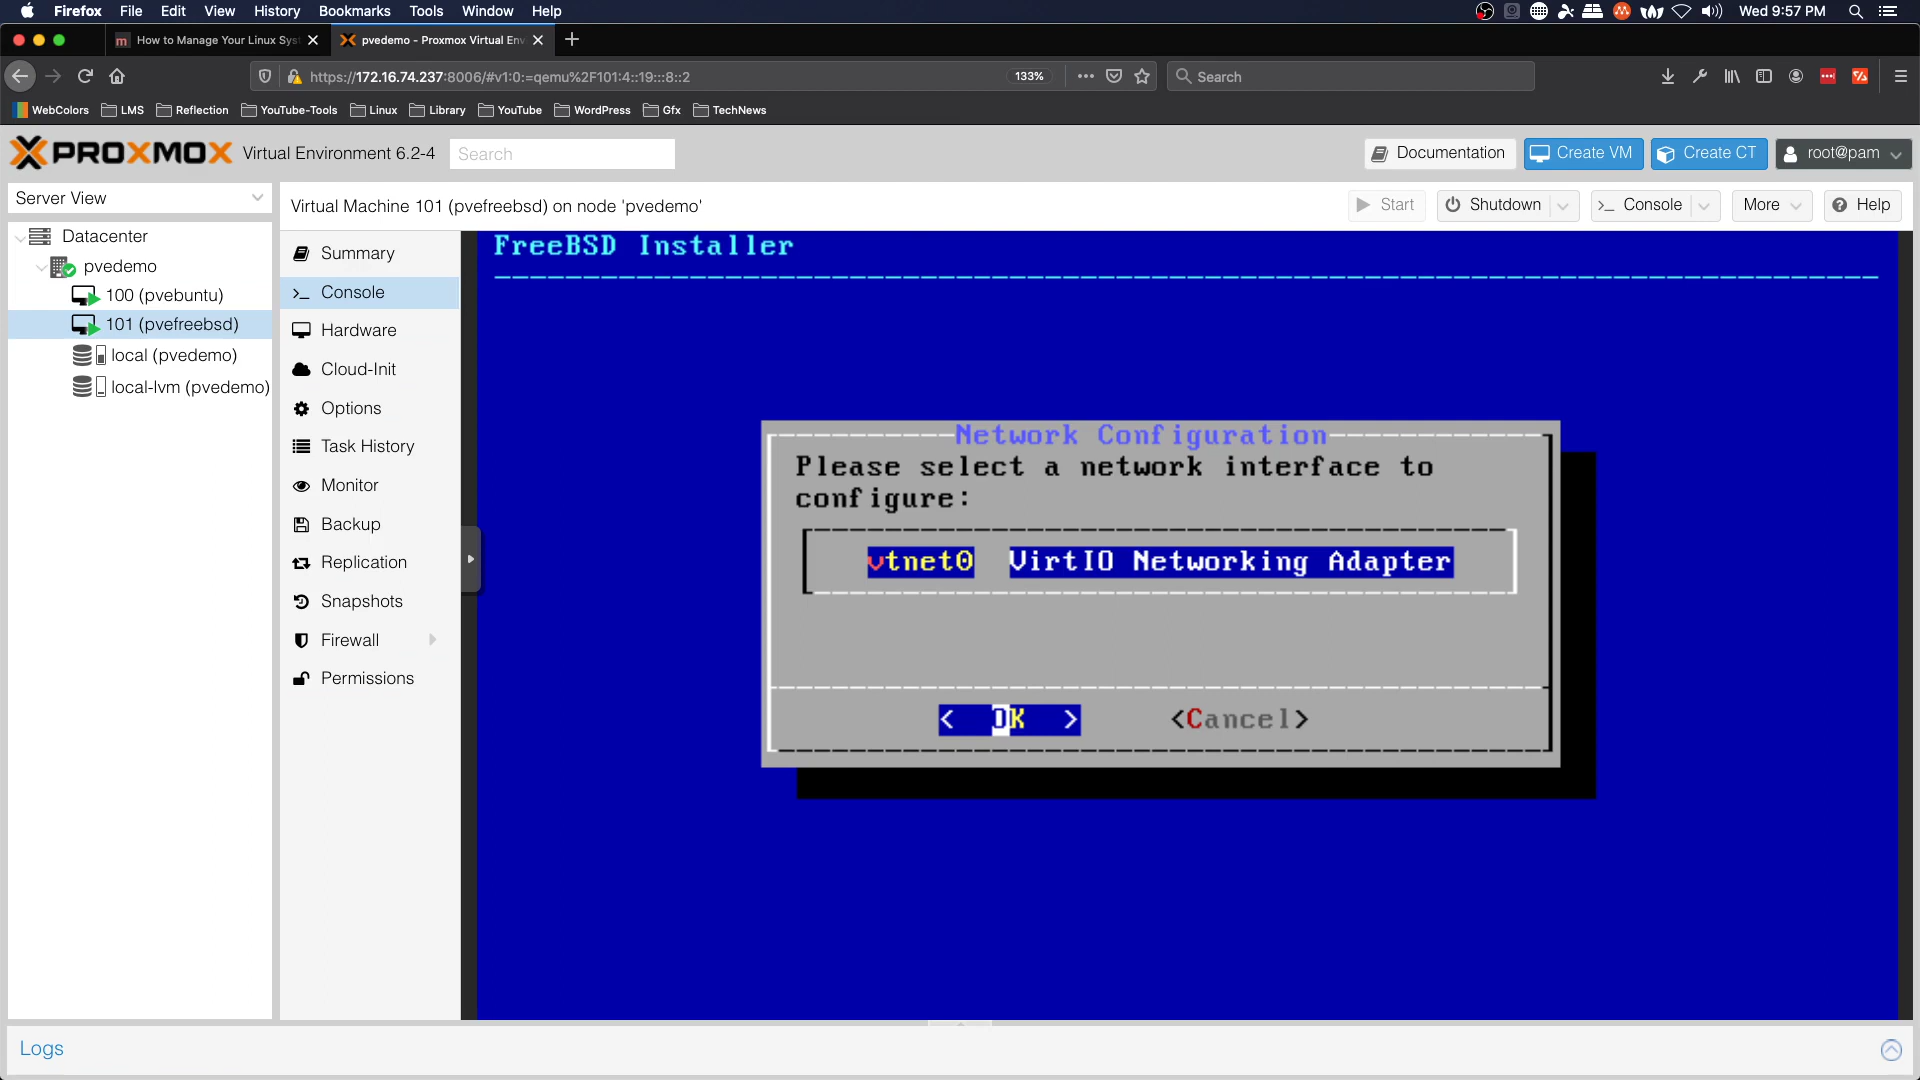 Firefox File Edit View History Bookmarks Tools Window Help Wed 9:57 PM
How to Manage Your Linux Sys
pvedemo - Proxmox Virtual Env
https://172.16.74.237:8006/#v1:0:=qemu%2F101:4::19:::8::2 133% Search
WebColors LMS Reflection YouTube-Tools Linux Library YouTube WordPress Gfx TechNews
PROXMOX Virtual Environment 6.2-4 Search Documentation Create VM Create CT root@pam
Server View
Virtual Machine 101 (pvefreebsd) on node 'pvedemo' Start Shutdown Console More Help
Datacenter
pvedemo
100 (pvebuntu)
101 (pvefreebsd)
local (pvedemo)
local-lvm (pvedemo)
Summary
Console
Hardware
Cloud-Init
Options
Task History
Monitor
Backup
Replication
Snapshots
Firewall
Permissions
FreeBSD Installer
Network Configuration
Please select a network interface to
configure:
vtnet0 VirtIO Networking Adapter
< OK > <Cancel>
Logs